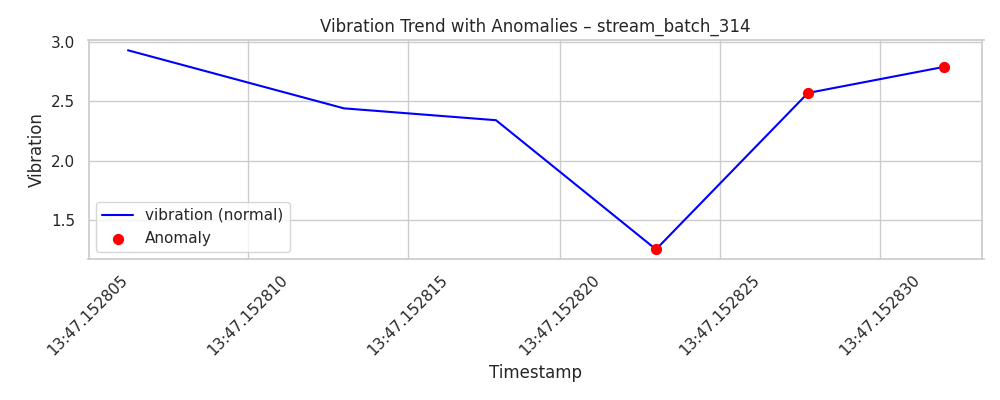 Vibration Trend with Anomalies – stream_batch_314
3.0
2.5
2.0
1.5
Vibration
vibration (normal)
Anomaly
13:47.152805
13:47.152810
13:47.152815
13:47.152820
13:47.152825
13:47.152830
Timestamp